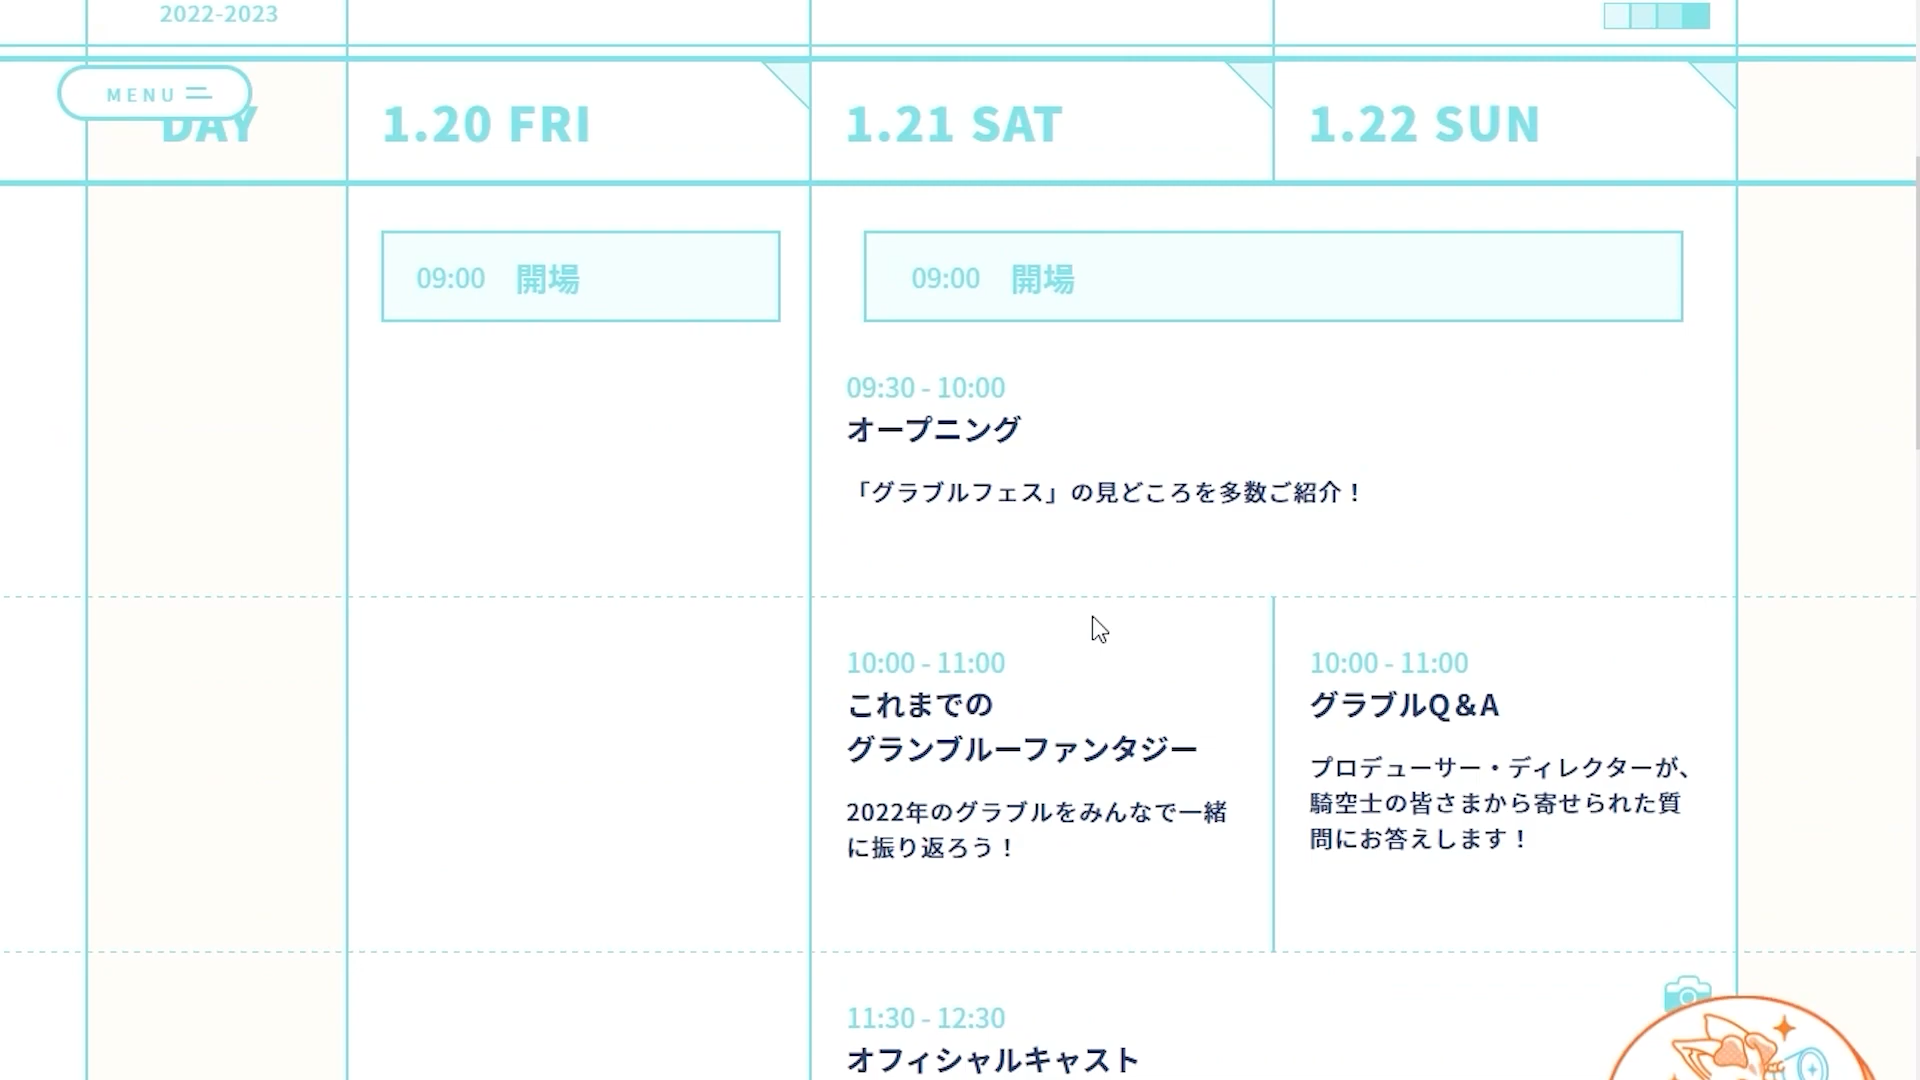 2022-2023
MENU
DAY
1.20 FRI
1.21 SAT
1.22 SUN
09:00 開場
09:00 開場
09:30 - 10:00
オープニング
「グラブルフェス」の見どころを多数ご紹介！
10:00 - 11:00
これまでの
グランブルーファンタジー
2022年のグラブルをみんなで一緒
に振り返ろう！
10:00 - 11:00
グラブルQ＆A
プロデューサー・ディレクターが、
騎空士の皆さまから寄せられた質
問にお答えします！
11:30 - 12:30
オフィシャルキャスト